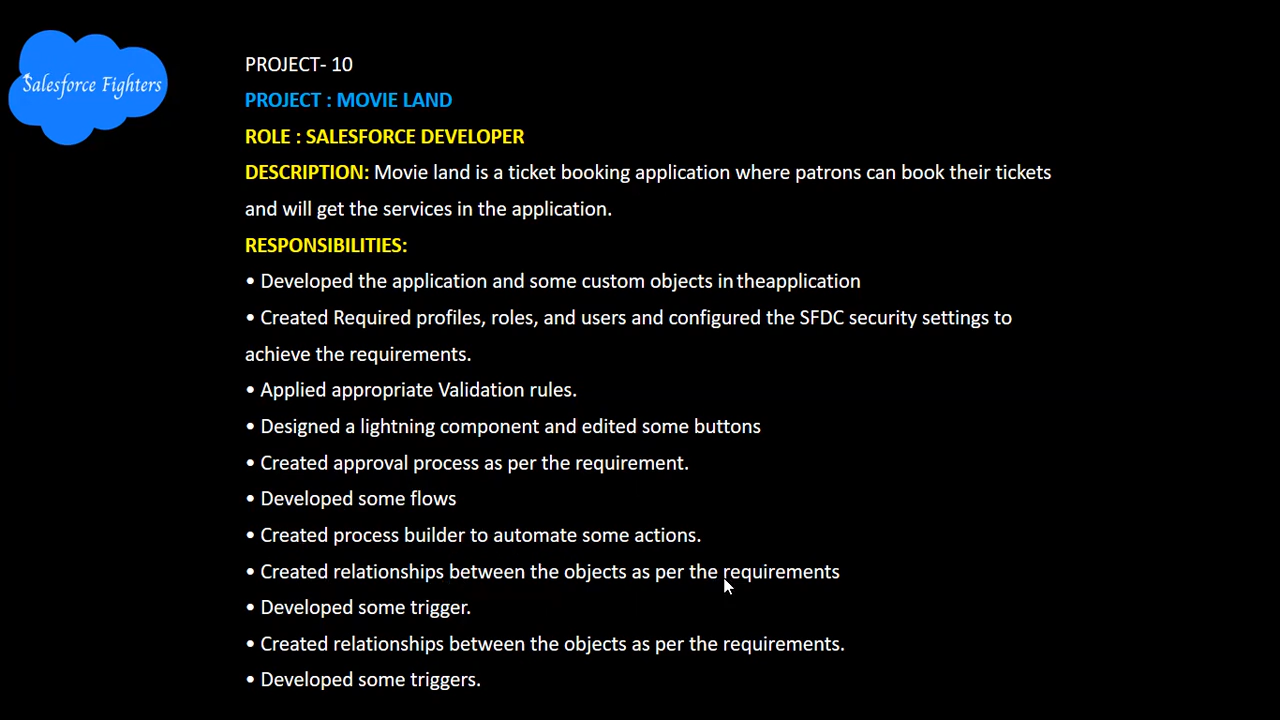 Salesforce Fighters
PROJECT- 10
PROJECT : MOVIE LAND
ROLE : SALESFORCE DEVELOPER
DESCRIPTION: Movie land is a ticket booking application where patrons can book their tickets
and will get the services in the application.
RESPONSIBILITIES:
• Developed the application and some custom objects in theapplication
• Created Required profiles, roles, and users and configured the SFDC security settings to
achieve the requirements.
• Applied appropriate Validation rules.
• Designed a lightning component and edited some buttons
• Created approval process as per the requirement.
• Developed some flows
• Created process builder to automate some actions.
• Created relationships between the objects as per the requirements
• Developed some trigger.
• Created relationships between the objects as per the requirements.
• Developed some triggers.